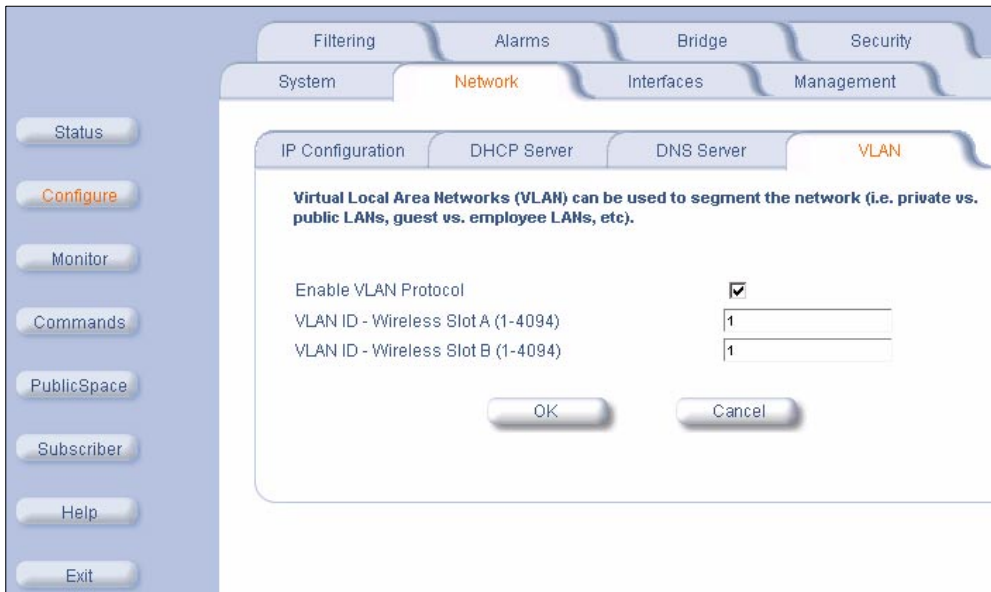 Filtering Alarms Bridge Security
System Network Interfaces Management
Status
Configure
Monitor
Commands
PublicSpace
Subscriber
Help
Exit
IP Configuration DHCP Server DNS Server VLAN
Virtual Local Area Networks (VLAN) can be used to segment the network (i.e. private vs.
public LANs, guest vs. employee LANs, etc).
Enable VLAN Protocol
VLAN ID - Wireless Slot A (1-4094) 1
VLAN ID - Wireless Slot B (1-4094) 1
OK Cancel